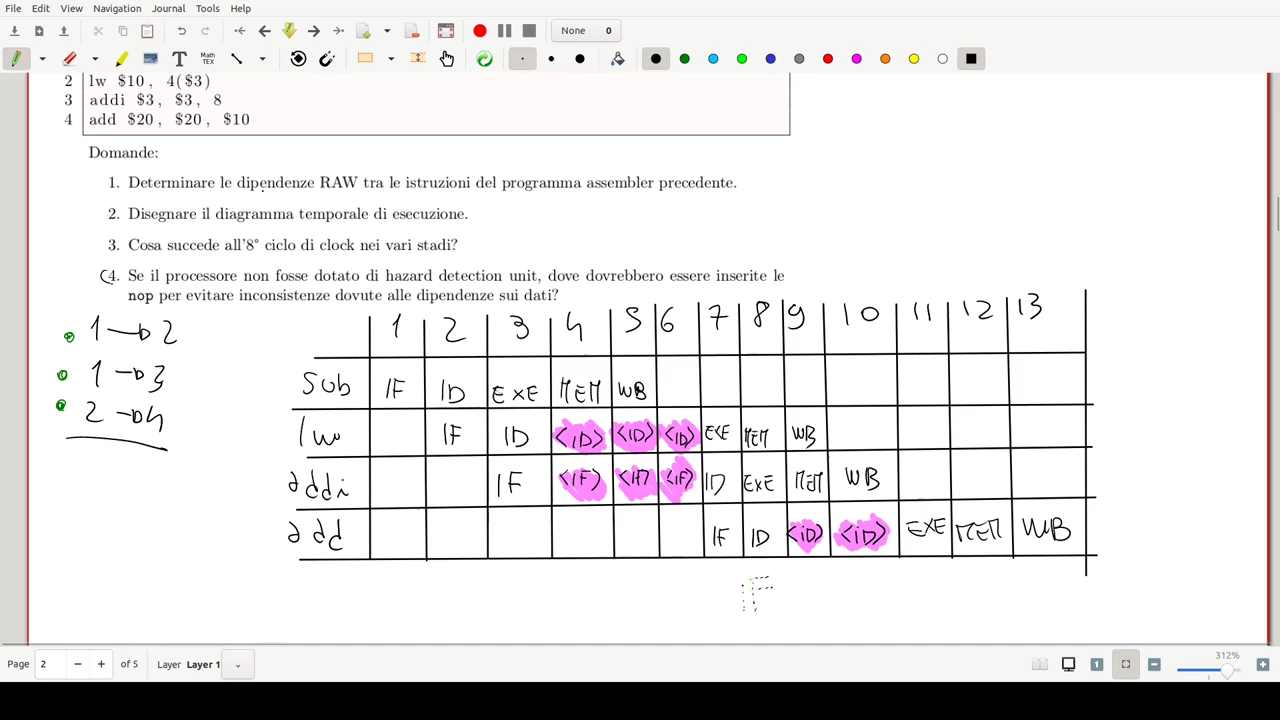 File Edit View Navigation Journal Tools Help
None 0
Math TEX
2 lw $10, 4($3)
3 addi $3, $3, 8
4 add $20, $20, $10
Domande:
1. Determinare le dipendenze RAW tra le istruzioni del programma assembler precedente.
2. Disegnare il diagramma temporale di esecuzione.
3. Cosa succede all'8° ciclo di clock nei vari stadi?
4. Se il processore non fosse dotato di hazard detection unit, dove dovrebbero essere inserite le
nop per evitare inconsistenze dovute alle dipendenze sui dati?
1 → 2
1 → 3
2 → 4
1 2 3 4 5 6 7 8 9 10 11 12 13
sub IF ID EXE MEM WB
lw IF ID <ID> <ID> <ID> EXE MEM WB
addi IF <IF> <IF> <IF> ID EXE MEM WB
add IF ID <ID> <ID> EXE MEM WB
IF
Page 2 of 5 Layer Layer 1 312%